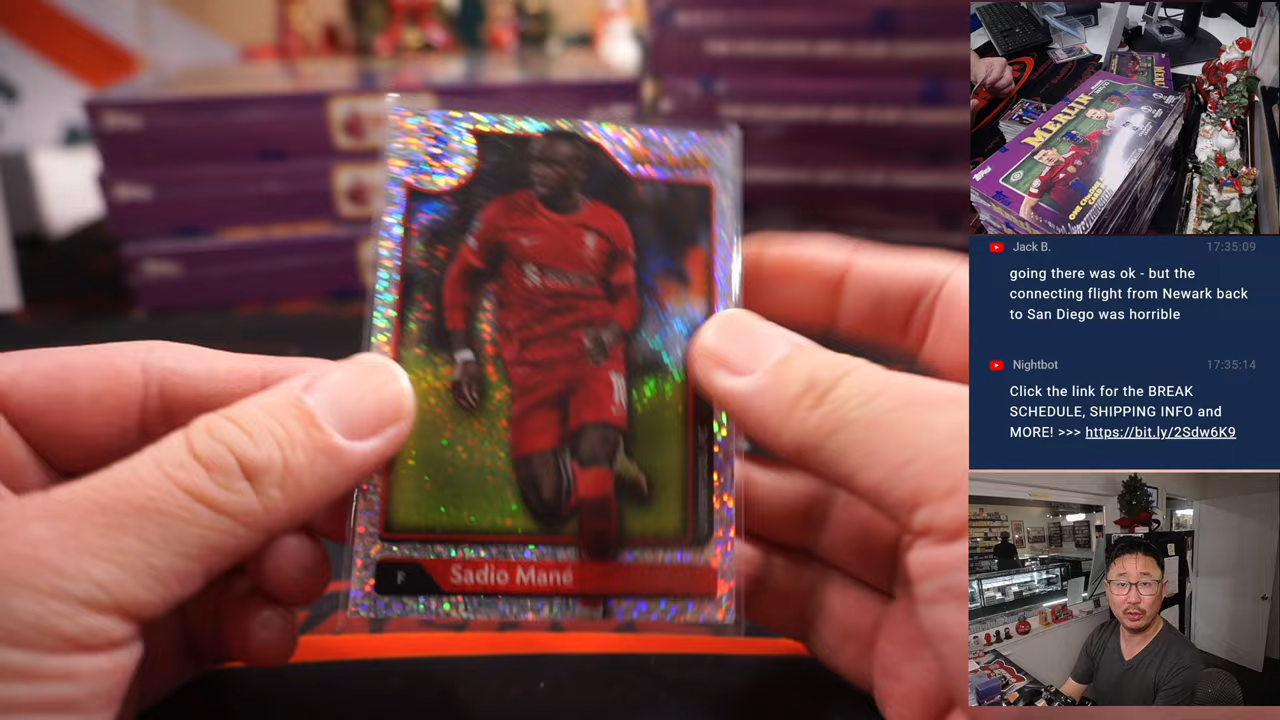 F
Sadio Mané
MERLIN
topps
Jack B.
17:35:09
going there was ok - but the
connecting flight from Newark back
to San Diego was horrible
Nightbot
17:35:14
Click the link for the BREAK
SCHEDULE, SHIPPING INFO and
MORE! >>> https://bit.ly/2Sdw6K9